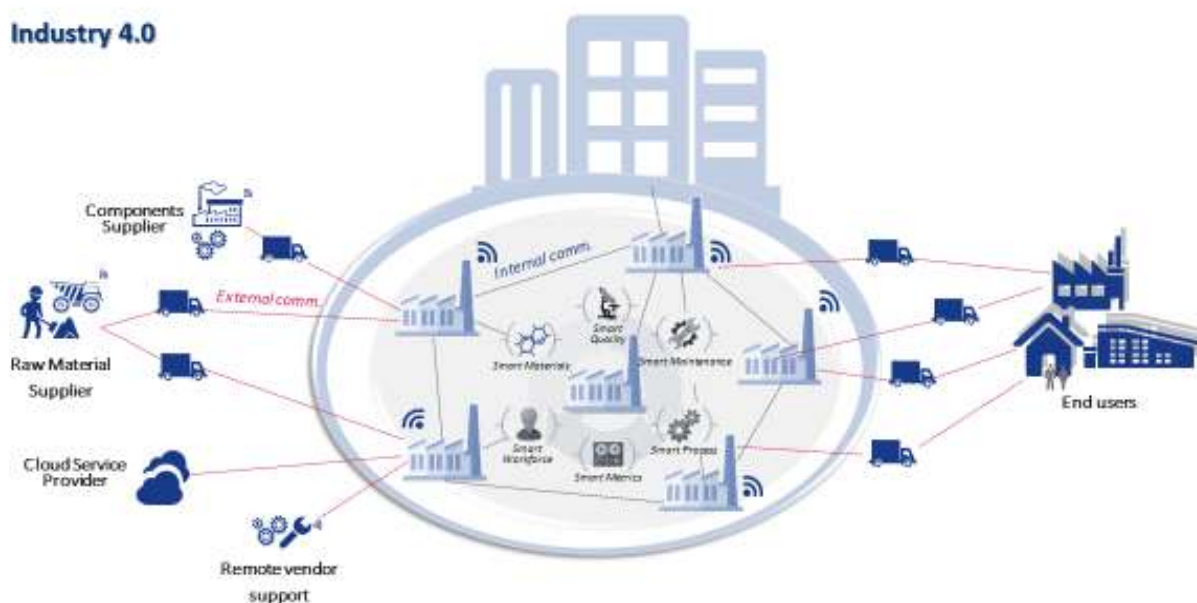 Industry 4.0
Components
Supplier
Internal comm.
External comm.
Smart
Quality
Smart Materials
Smart Maintenance
Raw Material
Supplier
End users
Smart
Workforce
Smart Process
Smart Metrics
Cloud Service
Provider
Remote vendor
support